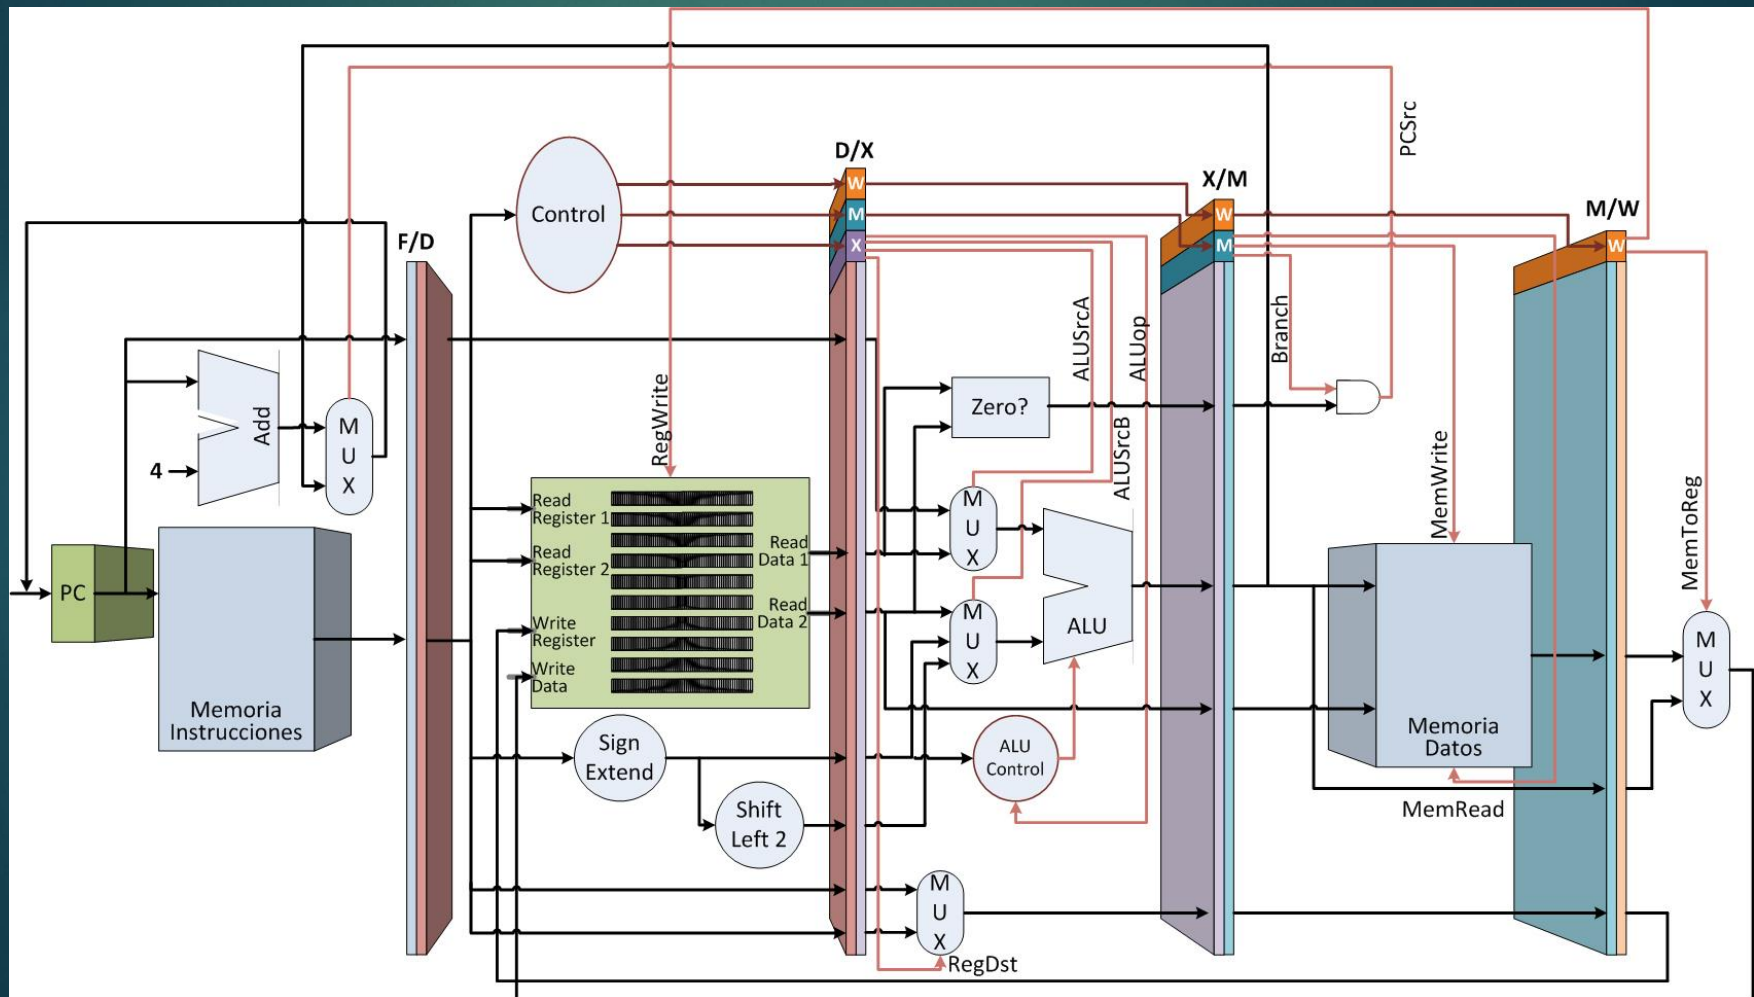 PCSrc
D/X
W
X/M
Control
M
W
M/W
F/D
X
M
W
ALUSrcA
ALUop
Branch
RegWrite
Zero?
Add
M
U
X
4
ALUSrcB
MemWrite
MemToReg
Read
Register 1
Read
Data 1
Read
Register 2
M
U
X
PC
Read
Data 2
M
U
X
ALU
Write
Register
Write
Data
M
U
X
Memoria
Instrucciones
Sign
Extend
ALU
Control
Memoria
Datos
Shift
Left 2
MemRead
M
U
X
RegDst